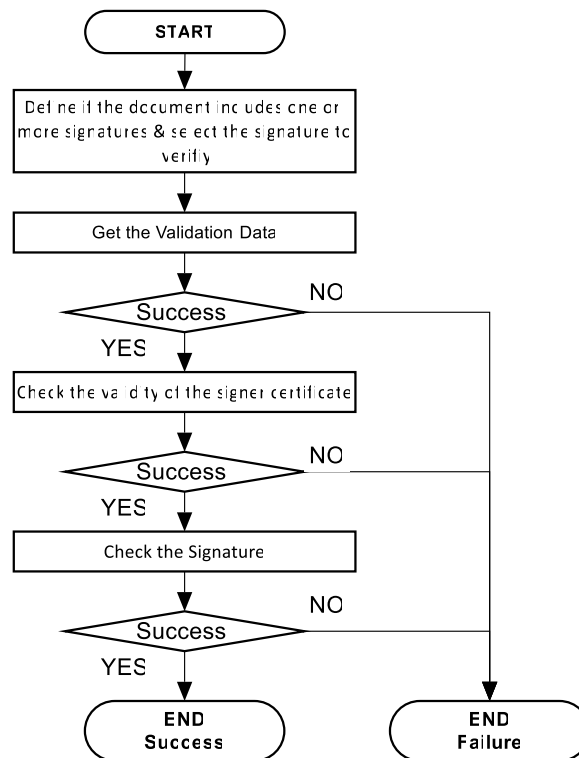 START
Define if the document includes one or
more signatures & select the signature to
verifiy
Get the Validation Data
Success
NO
YES
Check the validity of the signer certificate
Success
NO
YES
Check the Signature
Success
NO
YES
END
Success
END
Failure